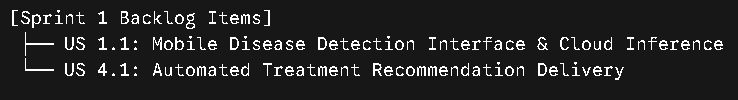 [Sprint 1 Backlog Items]
├── US 1.1: Mobile Disease Detection Interface & Cloud Inference
└── US 4.1: Automated Treatment Recommendation Delivery